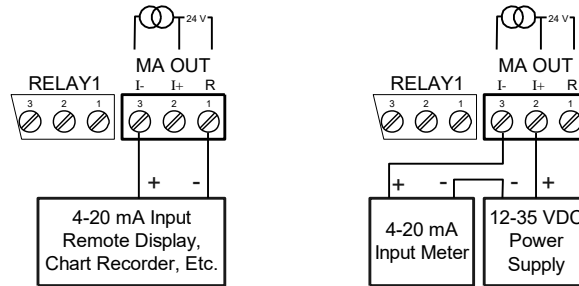 24 V
MA OUT
RELAY1 I- I+ R
3 2 1 3 2 1
+ -
4-20 mA Input
Remote Display,
Chart Recorder, Etc.
24 V
MA OUT
RELAY1 I- I+ R
3 2 1 3 2 1
+ - - +
4-20 mA
Input Meter
12-35 VDC
Power
Supply